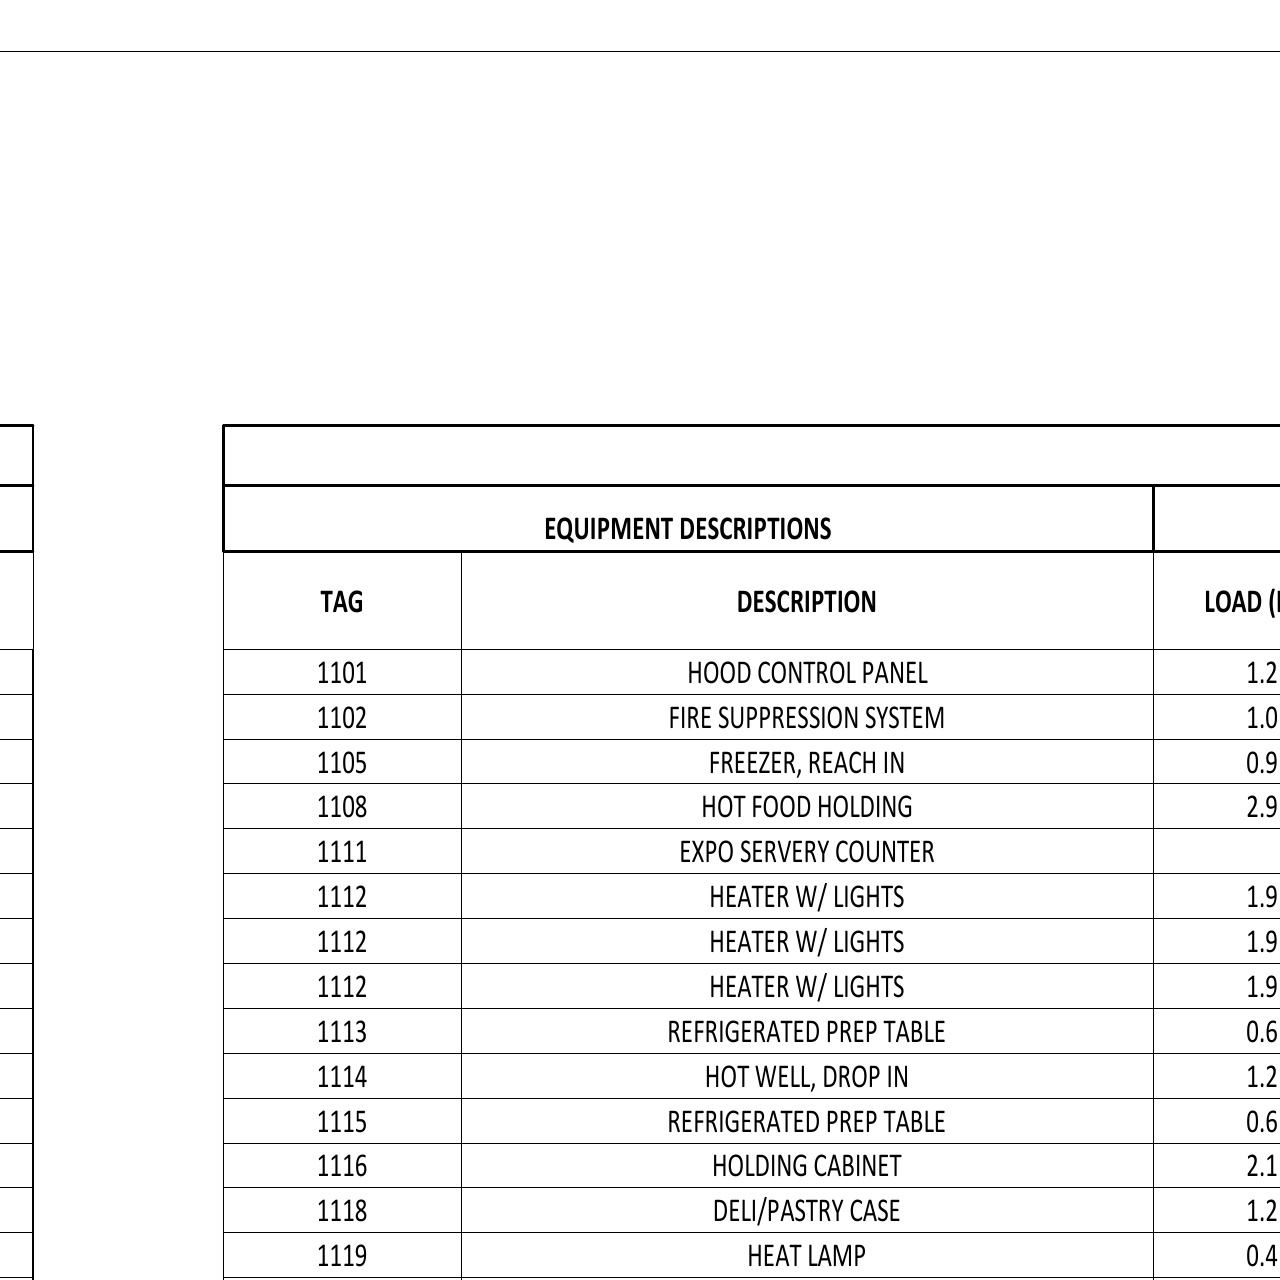 EQUIPMENT DESCRIPTIONS
TAG DESCRIPTION LOAD (
1101 HOOD CONTROL PANEL 1.2
1102 FIRE SUPPRESSION SYSTEM 1.0
1105 FREEZER, REACH IN 0.9
1108 HOT FOOD HOLDING 2.9
1111 EXPO SERVERY COUNTER
1112 HEATER W/ LIGHTS 1.9
1112 HEATER W/ LIGHTS 1.9
1112 HEATER W/ LIGHTS 1.9
1113 REFRIGERATED PREP TABLE 0.6
1114 HOT WELL, DROP IN 1.2
1115 REFRIGERATED PREP TABLE 0.6
1116 HOLDING CABINET 2.1
1118 DELI/PASTRY CASE 1.2
1119 HEAT LAMP 0.4